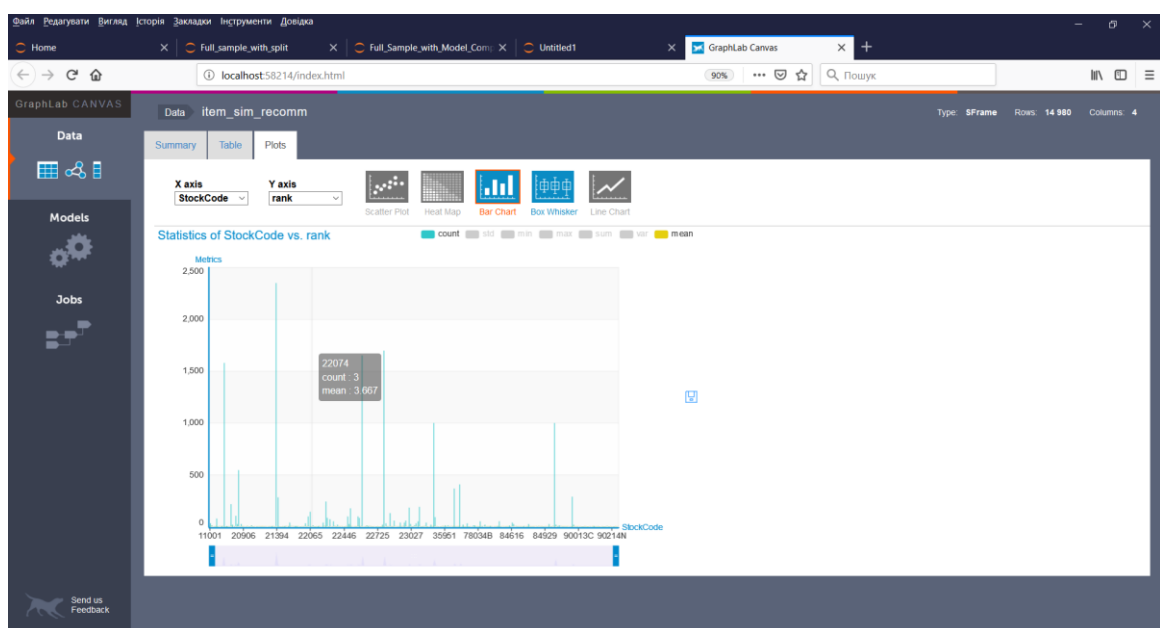 Файл Редагувати Вигляд Історія Закладки Інструменти Довідка
Home Full_sample_with_split Full_Sample_with_Model_Comp Untitled1 GraphLab Canvas
localhost:58214/index.html 90% Пошук
GraphLab CANVAS
Data item_sim_recomm Type: SFrame Rows: 14 980 Columns: 4
Data
Summary Table Plots
X axis Y axis
StockCode rank
Scatter Plot Heat Map Bar Chart Box Whisker Line Chart
Models
Statistics of StockCode vs. rank count std min max sum var mean
Metrics
2,500
Jobs
2,000
22074
count : 3
mean : 3.667
1,500
1,000
500
0
StockCode
11001 20906 21394 22065 22446 22725 23027 35951 78034B 84616 84929 90013C 90214N
Send us
Feedback